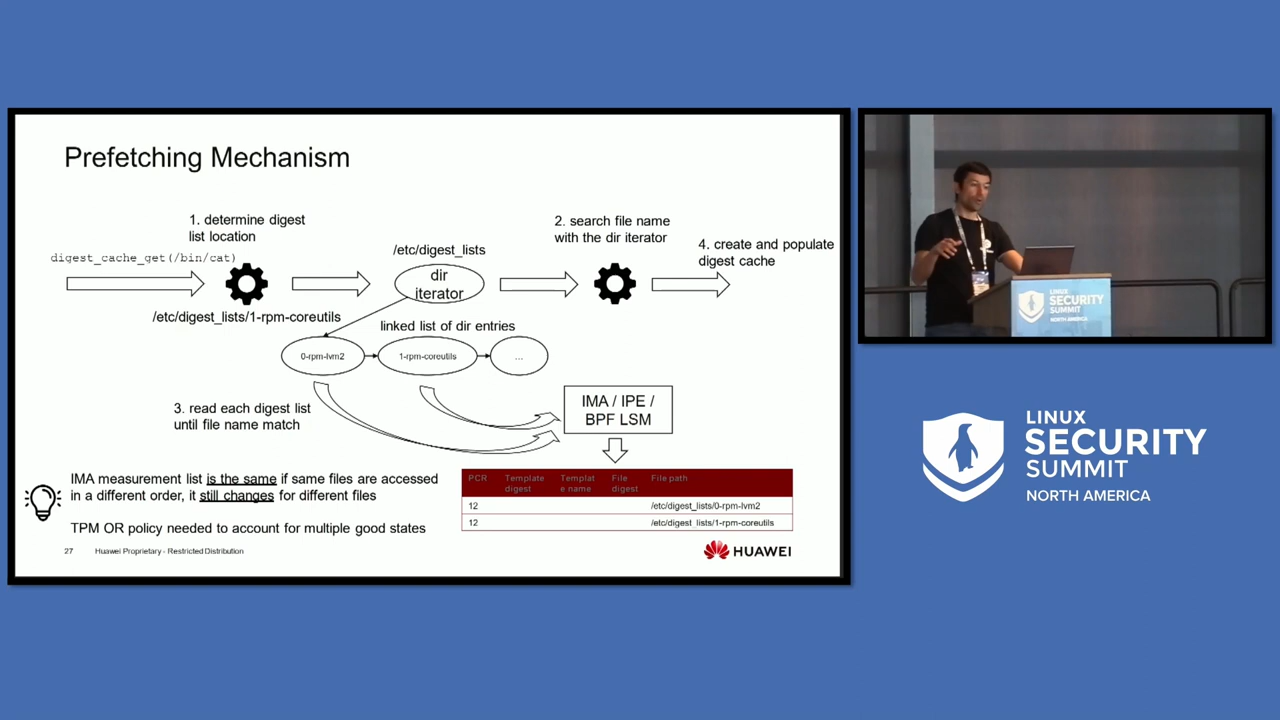 Prefetching Mechanism
1. determine digest
list location
2. search file name
with the dir iterator
4. create and populate
digest cache
digest_cache_get(/bin/cat)
/etc/digest_lists
dir
iterator
/etc/digest_lists/1-rpm-coreutils
linked list of dir entries
0-rpm-lvm2
1-rpm-coreutils
...
3. read each digest list
until file name match
IMA / IPE /
BPF LSM
IMA measurement list is the same if same files are accessed
in a different order, it still changes for different files
TPM OR policy needed to account for multiple good states
PCR Template digest Templat e name File digest File path
12 /etc/digest_lists/0-rpm-lvm2
12 /etc/digest_lists/1-rpm-coreutils
27 Huawei Proprietary - Restricted Distribution
HUAWEI
LINUX
SECURITY
SUMMIT
NORTH AMERICA
LINUX
SECURITY
SUMMIT
NORTH AMERICA